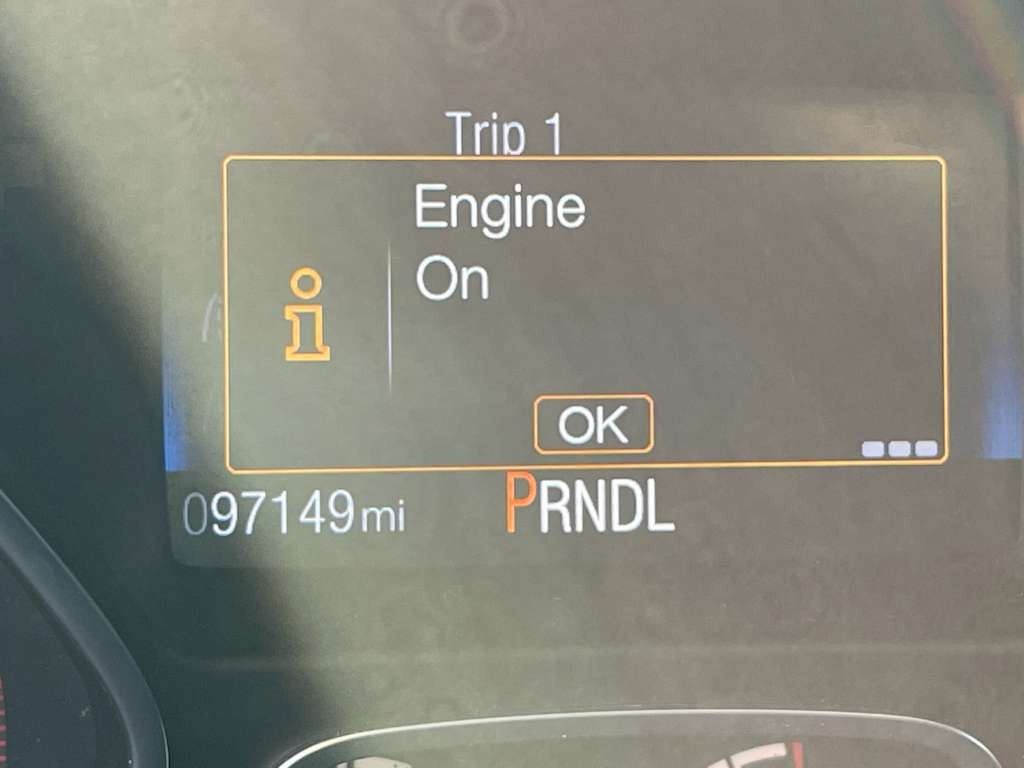 Trip 1
Engine
On
OK
097149mi PRNDL